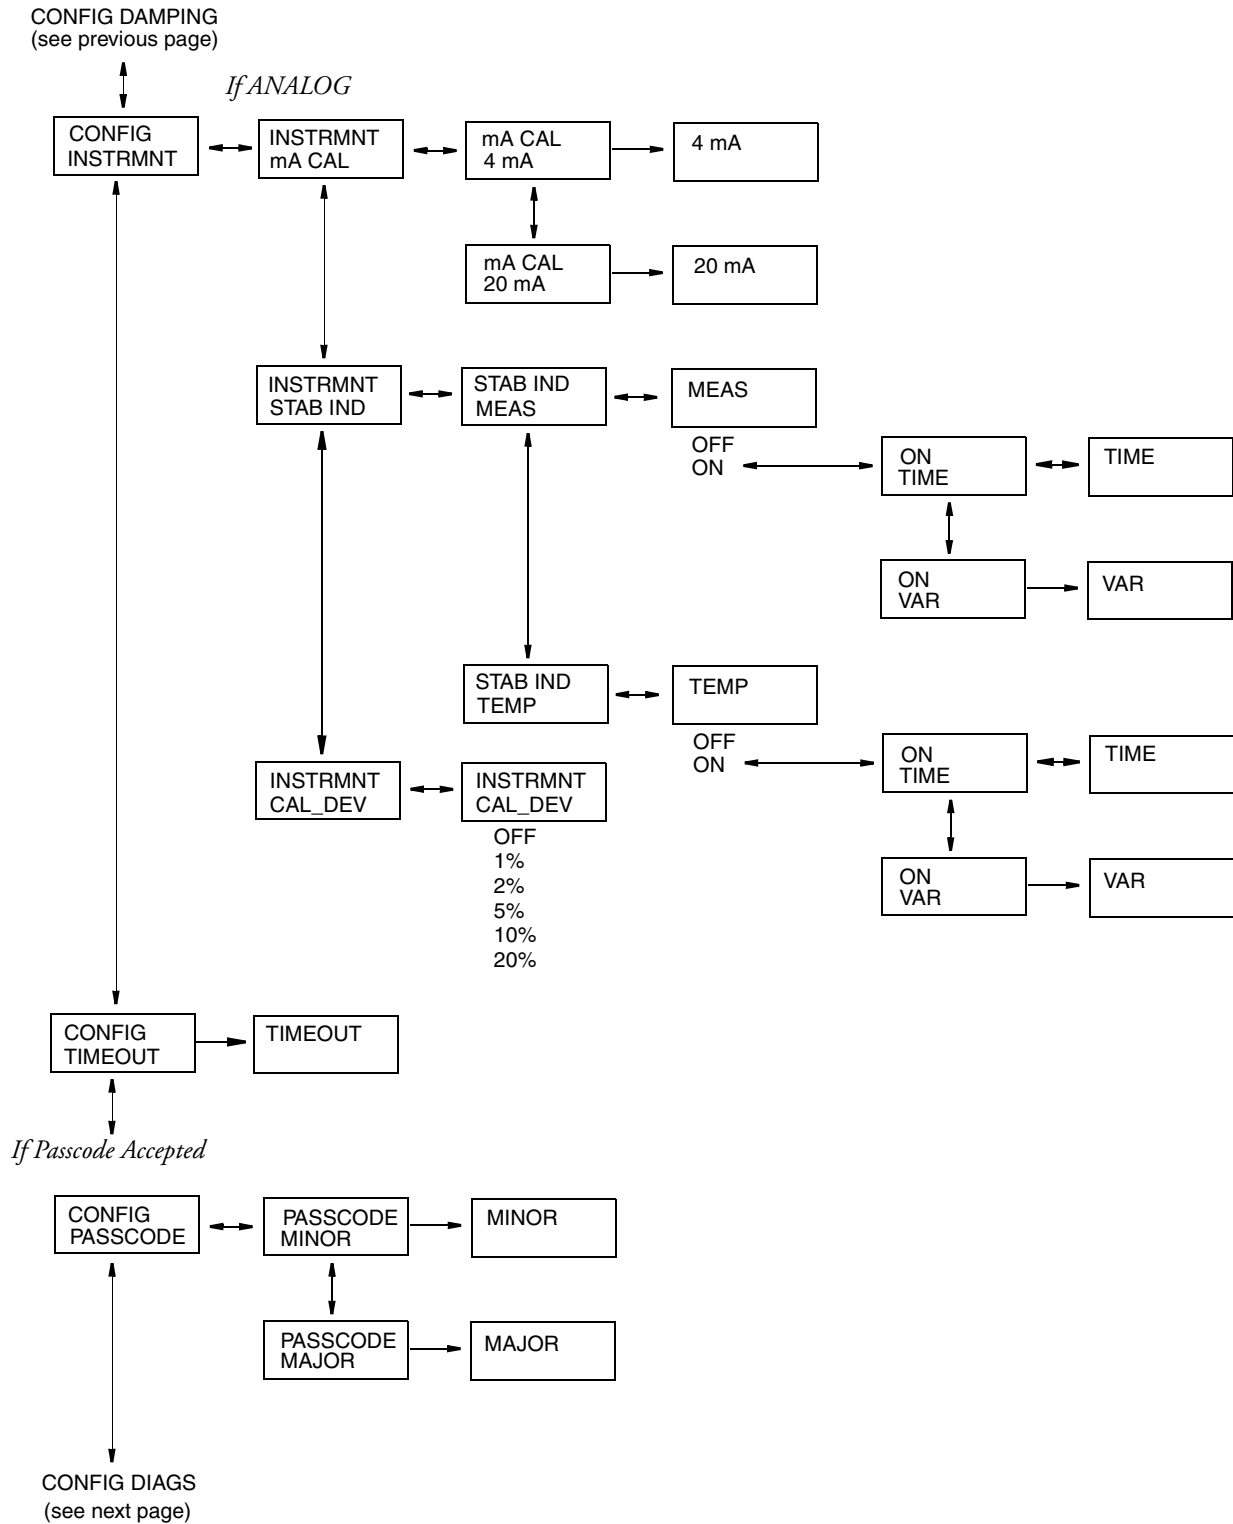 CONFIG DAMPING
(see previous page)
If ANALOG
CONFIG
INSTRMNT
INSTRMNT
mA CAL
mA CAL
4 mA
4 mA
mA CAL
20 mA
20 mA
INSTRMNT
STAB IND
STAB IND
MEAS
MEAS
OFF
ON
ON
TIME
TIME
ON
VAR
VAR
STAB IND
TEMP
TEMP
OFF
ON
ON
TIME
TIME
ON
VAR
VAR
INSTRMNT
CAL_DEV
INSTRMNT
CAL_DEV
OFF
1%
2%
5%
10%
20%
CONFIG
TIMEOUT
TIMEOUT
If Passcode Accepted
CONFIG
PASSCODE
PASSCODE
MINOR
MINOR
PASSCODE
MAJOR
MAJOR
CONFIG DIAGS
(see next page)